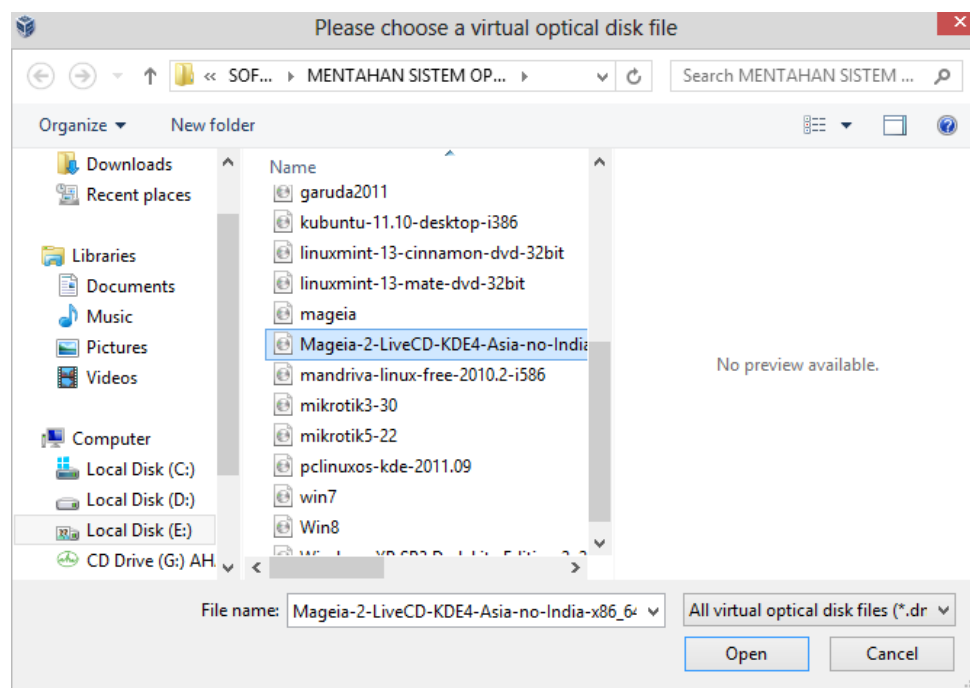 Please choose a virtual optical disk file
« SOF... MENTAHAN SISTEM OP...
Search MENTAHAN SISTEM ...
Organize New folder
Downloads
Recent places
Libraries
Documents
Music
Pictures
Videos
Computer
Local Disk (C:)
Local Disk (D:)
Local Disk (E:)
CD Drive (G:) AH
Name
garuda2011
kubuntu-11.10-desktop-i386
linuxmint-13-cinnamon-dvd-32bit
linuxmint-13-mate-dvd-32bit
mageia
Mageia-2-LiveCD-KDE4-Asia-no-India
mandriva-linux-free-2010.2-i586
mikrotik3-30
mikrotik5-22
pclinuxos-kde-2011.09
win7
Win8
No preview available.
File name: Mageia-2-LiveCD-KDE4-Asia-no-India-x86_64
All virtual optical disk files (*.dr
Open Cancel